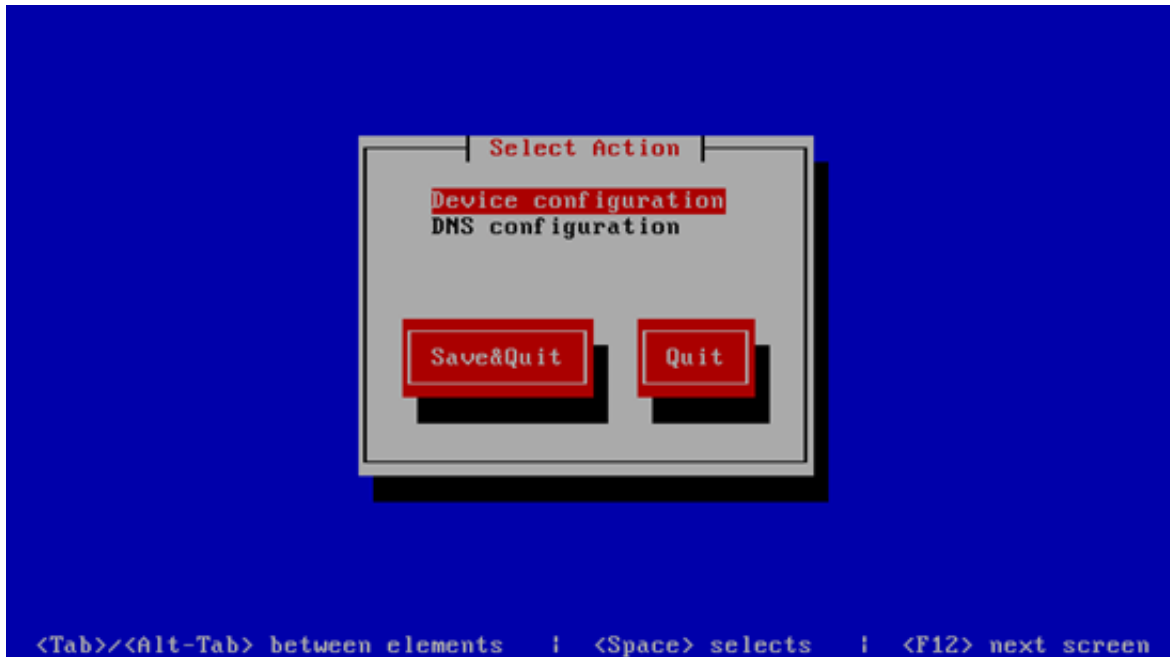 Select Action
Device configuration
DNS configuration
Save&Quit Quit
<Tab>/<Alt-Tab> between elements | <Space> selects | <F12> next screen